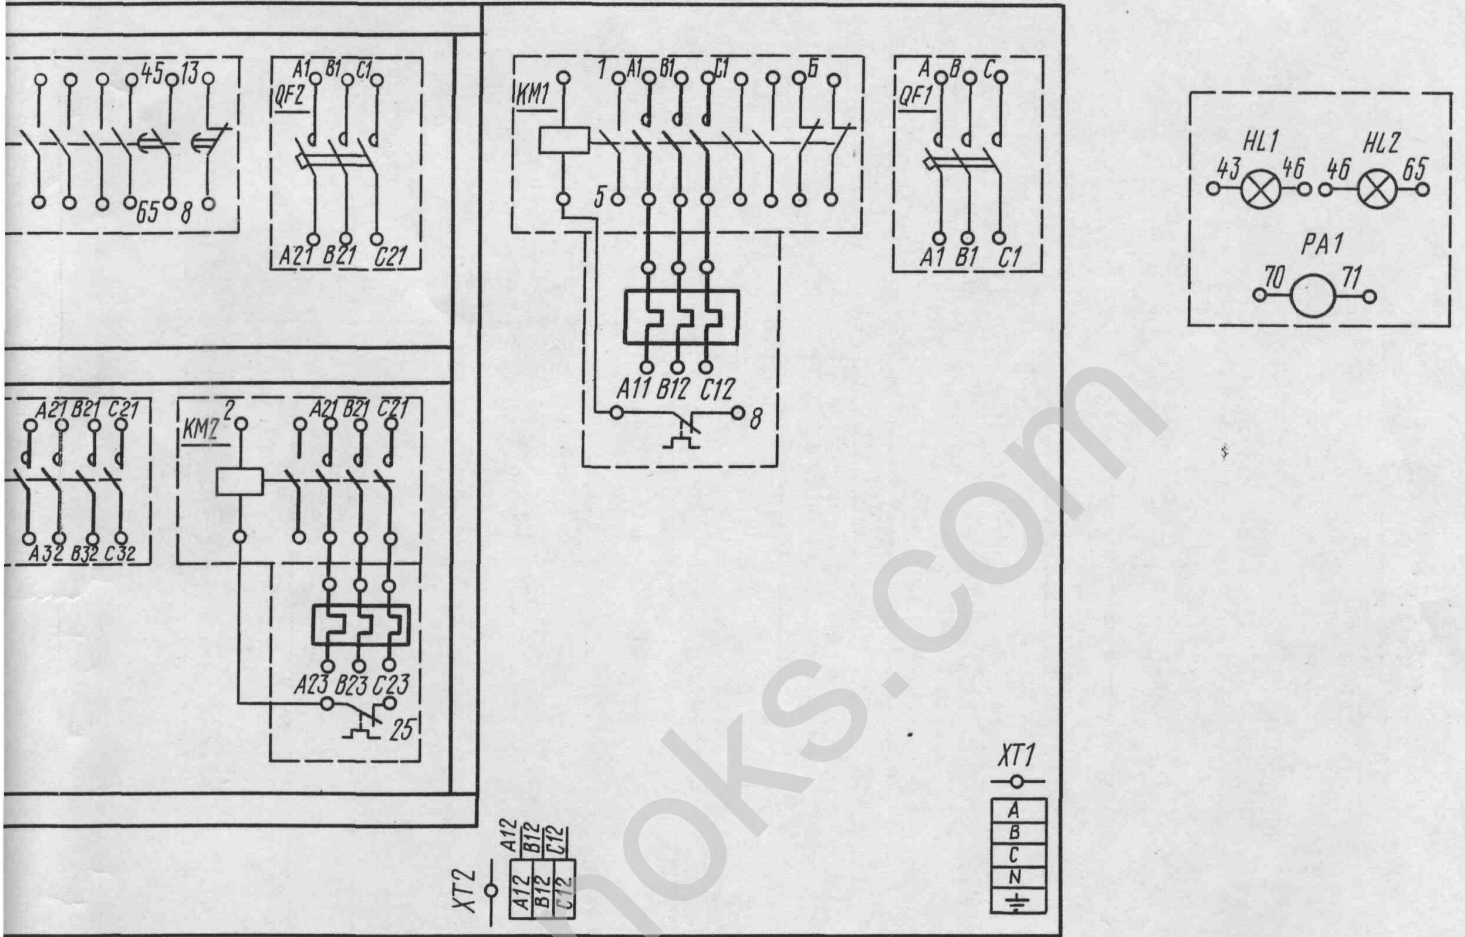 45 13
65 8
A1 B1 C1
QF2
A21 B21 C21
KM1
1 A1 B1 C1 Б
5
A11 B12 C12
8
A B C
QF1
A1 B1 C1
HL1 HL2
43 46 46 65
PA1
70 71
A21 B21 C21
A32 B32 C32
KM2
2 A21 B21 C21
A23 B23 C23
25
XT2
A12 B12 C12
A12 B12 C12
XT1
A
B
C
N
noks.com